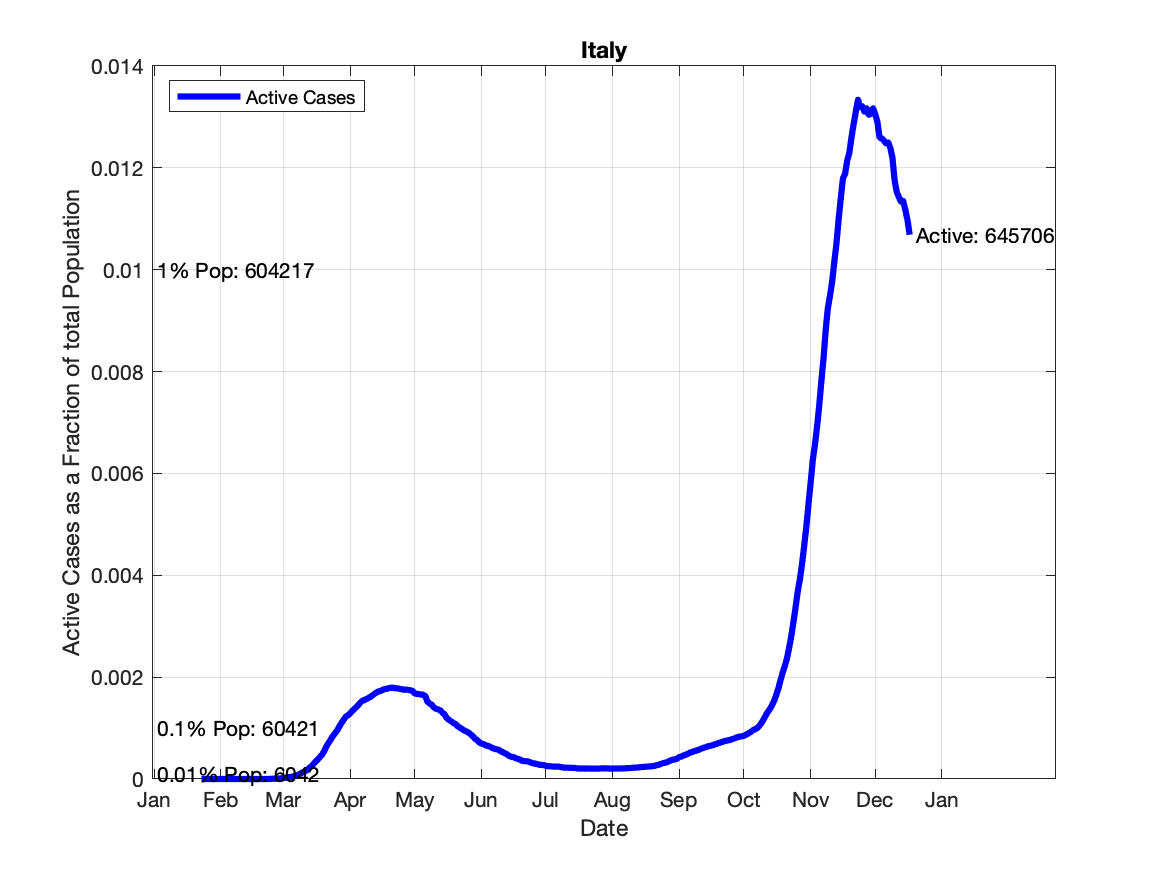 Italy
0.014
Active Cases
0.012
Active: 645706
0.01
1% Pop: 604217
0.008
0.006
0.004
0.002
0.1% Pop: 60421
0.01% Pop: 6042
0
Jan Feb Mar Apr May Jun Jul Aug Sep Oct Nov Dec Jan
Date
Active Cases as a Fraction of total Population